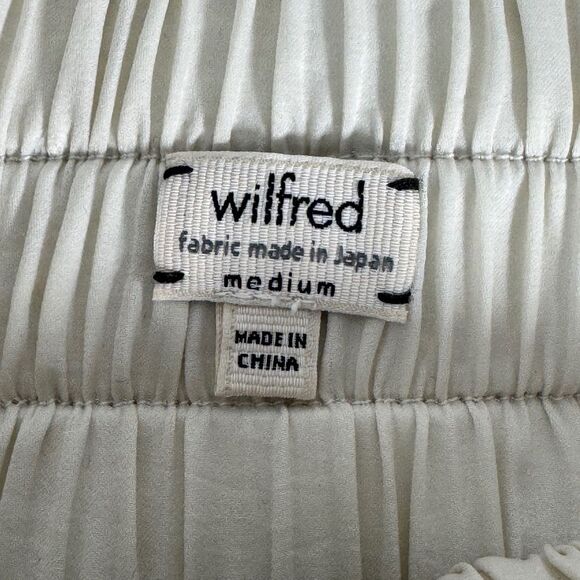 wilfred
fabric made in Japan
medium
MADE IN
CHINA